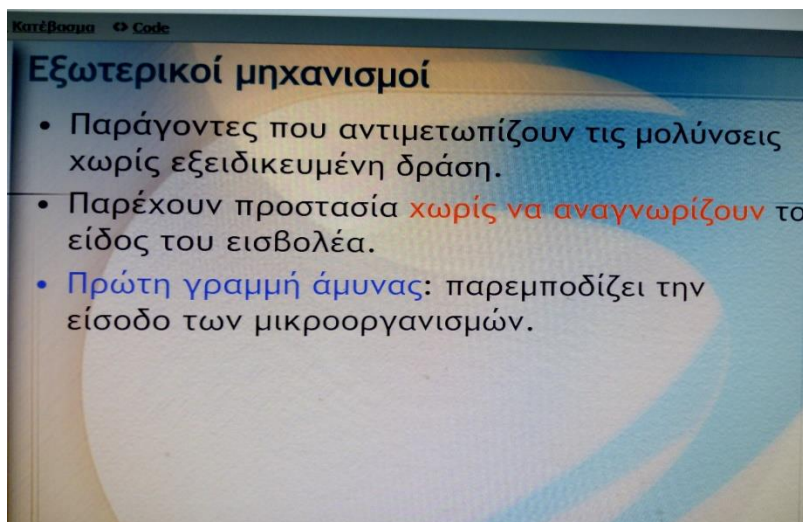 Κατέβασμα <> Code
Εξωτερικοί μηχανισμοί
• Παράγοντες που αντιμετωπίζουν τις μολύνσεις
χωρίς εξειδικευμένη δράση.
• Παρέχουν προστασία χωρίς να αναγνωρίζουν το
είδος του εισβολέα.
• Πρώτη γραμμή άμυνας: παρεμποδίζει την
είσοδο των μικροοργανισμών.